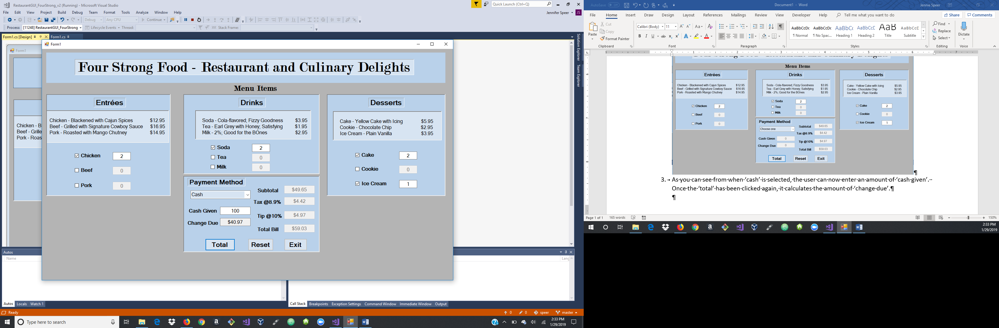 RestaurantGUI_FourStrong_v2 (Running) - Microsoft Visual Studio
Quick Launch (Ctrl+Q)
File Edit View Project Build Debug Team Format Tools Analyze Window Help
Jennifer Speer JS
Debug Any CPU Continue
Process: [11248] RestaurantGUI_FourStrong Lifecycle Events Thread: Stack Frame:
Form1.cs [Design] Form1.cs
Solution Explorer
Team Explorer
Form1
Chicken - Bl
Beef - Grille
Pork - Roas
Form1
Four Strong Food - Restaurant and Culinary Delights
Menu Items
Entrées
Chicken - Blackened with Cajun Spices $12.95
Beef - Grilled with Signature Cowboy Sauce $16.95
Pork - Roasted with Mango Chutney $14.95
Chicken 2
Beef 0
Pork 0
Drinks
Soda - Cola-flavored; Fizzy Goodness $3.95
Tea - Earl Grey with Honey; Satisfying $1.95
Milk - 2%; Good for the BOnes $2.95
Soda 2
Tea 0
Milk 0
Desserts
Cake - Yellow Cake with Icing $5.95
Cookie - Chocolate Chip $2.95
Ice Cream - Plain Vanilla $3.95
Cake 2
Cookie 0
Ice Cream 1
Payment Method
Cash
Cash Given 100
Change Due $40.97
Subtotal $49.65
Tax @8.9% $4.42
Tip @10% $4.97
Total Bill $59.03
Total Reset Exit
Autos
Name
Lang
Autos Locals Watch 1
Call Stack Breakpoints Exception Settings Command Window Immediate Window Output
Ready
0 0 speer master
Type here to search
2:33 PM
1/29/2019
AutoSave Off Document1 - Word Jennie Speer
File Home Insert Draw Design Layout References Mailings Review View Developer Help Tell me what you want to do Share Comments
Paste
Cut
Copy
Format Painter
Calibri (Body) 11
AaBbCcDc AaBbCcDc AaBbCc AaBbCcE AaB AaBbCcD
¶ Normal ¶ No Spac... Heading 1 Heading 2 Title Subtitle
Find
Replace
Select
Dictate
Clipboard Font Paragraph Styles Editing Voice
Menu Items
Entrées
Chicken - Blackened with Cajun Spices $12.95
Beef - Grilled with Signature Cowboy Sauce $16.95
Pork - Roasted with Mango Chutney $14.95
Chicken 2
Beef 0
Pork 0
Drinks
Soda - Cola-flavored; Fizzy Goodness $3.95
Tea - Earl Grey with Honey; Satisfying $1.95
Milk - 2%; Good for the BOnes $2.95
Soda 2
Tea 0
Milk 0
Desserts
Cake - Yellow Cake with Icing $5.95
Cookie - Chocolate Chip $2.95
Ice Cream - Plain Vanilla $3.95
Cake 2
Cookie 0
Ice Cream 1
Payment Method
Choose one
Cash Given 0
Change Due 0
Subtotal $49.65
Tax @8.9% $4.42
Tip @10% $4.97
Total Bill $59.03
Total Reset Exit
3. As you can see from when ‘cash’ is selected, the user can now enter an amount of ‘cash given’.
Once the ‘total’ has been clicked again, it calculates the amount of ‘change due’.¶
¶
Page 1 of 1 165 words 150%
2:33 PM
1/29/2019